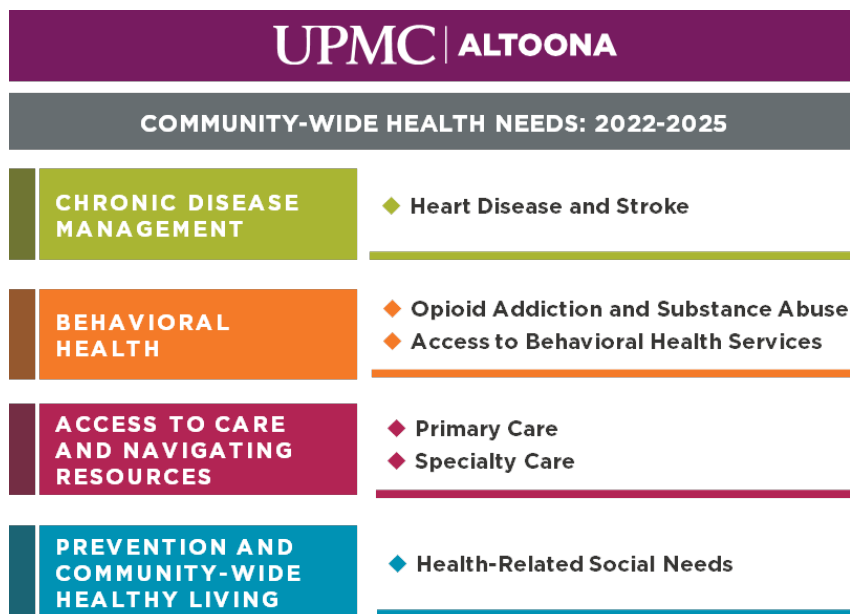 UPMC | ALTOONA
COMMUNITY-WIDE HEALTH NEEDS: 2022-2025
CHRONIC DISEASE
MANAGEMENT
Heart Disease and Stroke
BEHAVIORAL
HEALTH
Opioid Addiction and Substance Abuse
Access to Behavioral Health Services
ACCESS TO CARE
AND NAVIGATING
RESOURCES
Primary Care
Specialty Care
PREVENTION AND
COMMUNITY-WIDE
HEALTHY LIVING
Health-Related Social Needs